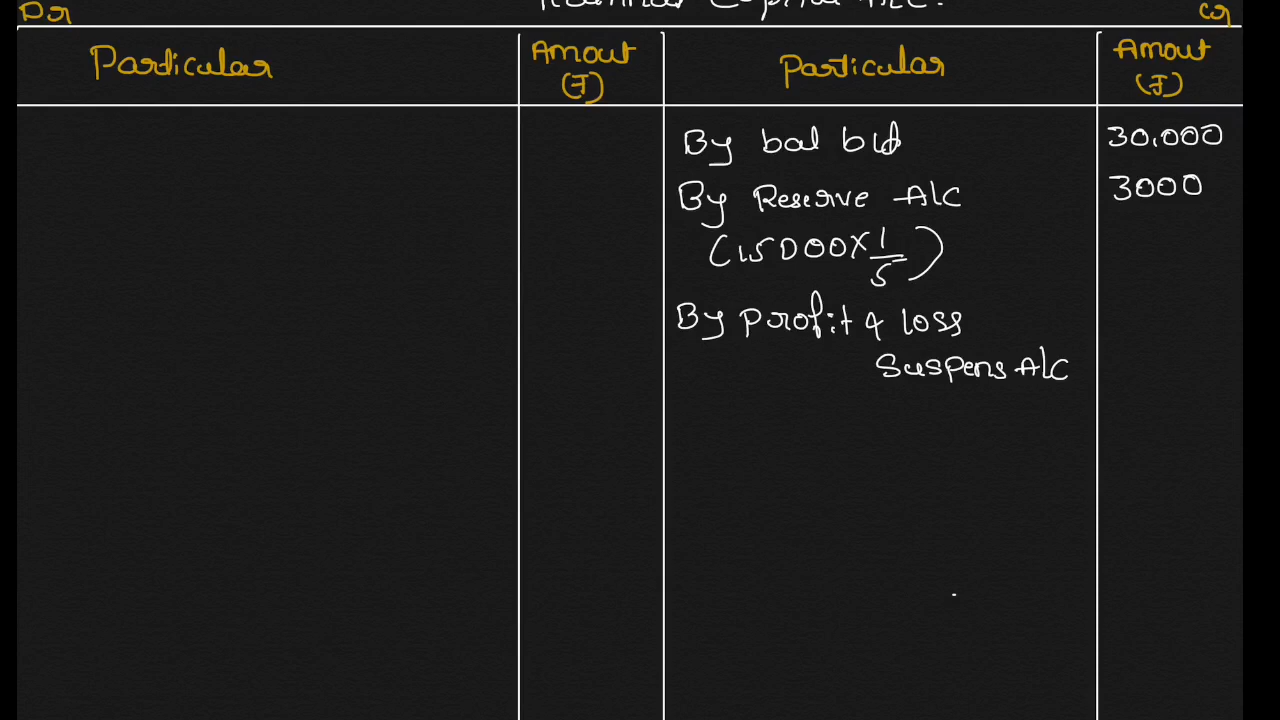 Dr Capital A/C. Cr
Particular Amout Particular Amout
(₹) (₹)
By bal b/d 30,000
By Reserve A/C 3000
(15000×1/5)
By Profit & loss
Suspens A/C